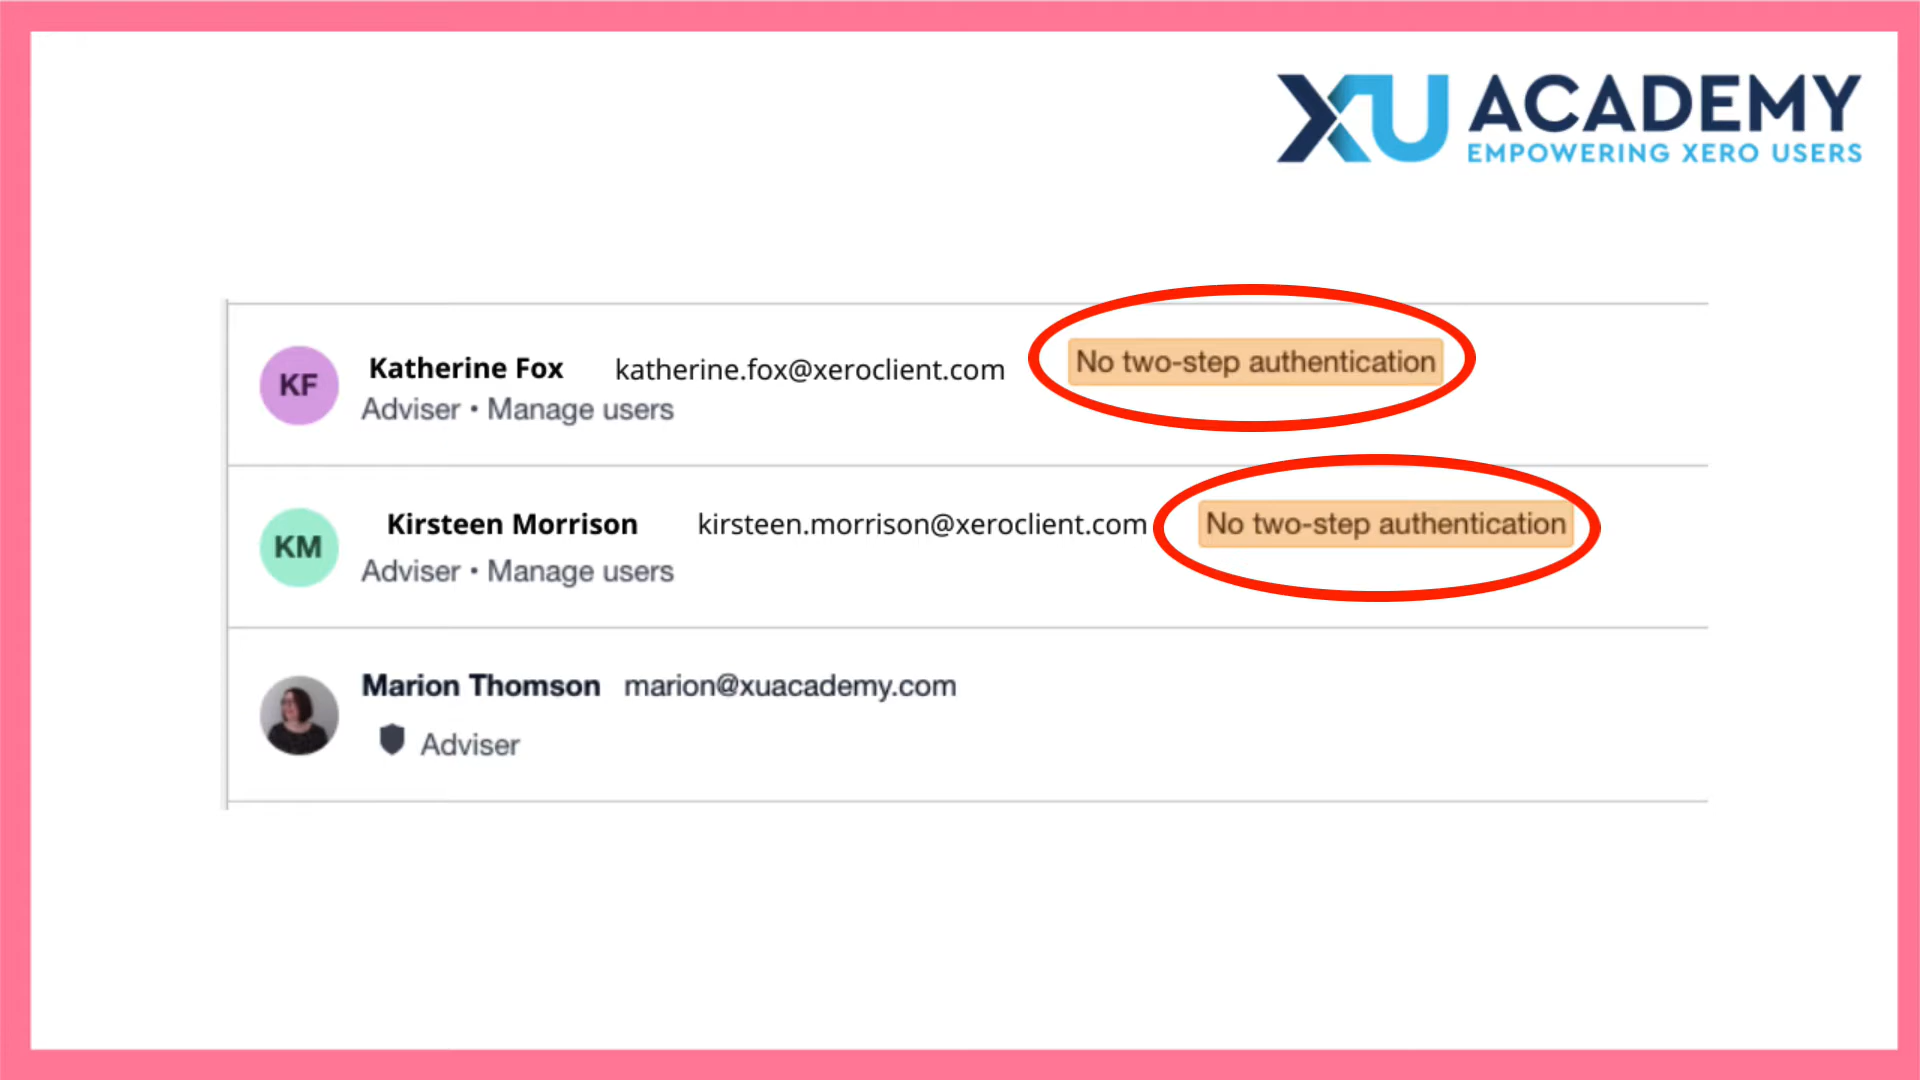 XU ACADEMY
EMPOWERING XERO USERS
KF
Katherine Fox katherine.fox@xeroclient.com No two-step authentication
Adviser • Manage users
KM
Kirsteen Morrison kirsteen.morrison@xeroclient.com No two-step authentication
Adviser • Manage users
Marion Thomson marion@xuacademy.com
Adviser